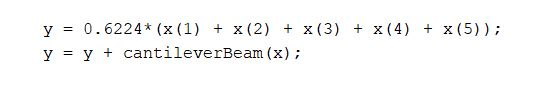 y = 0.6224*(x(1) + x(2) + x(3) + x(4) + x(5));
y = y + cantileverBeam(x);